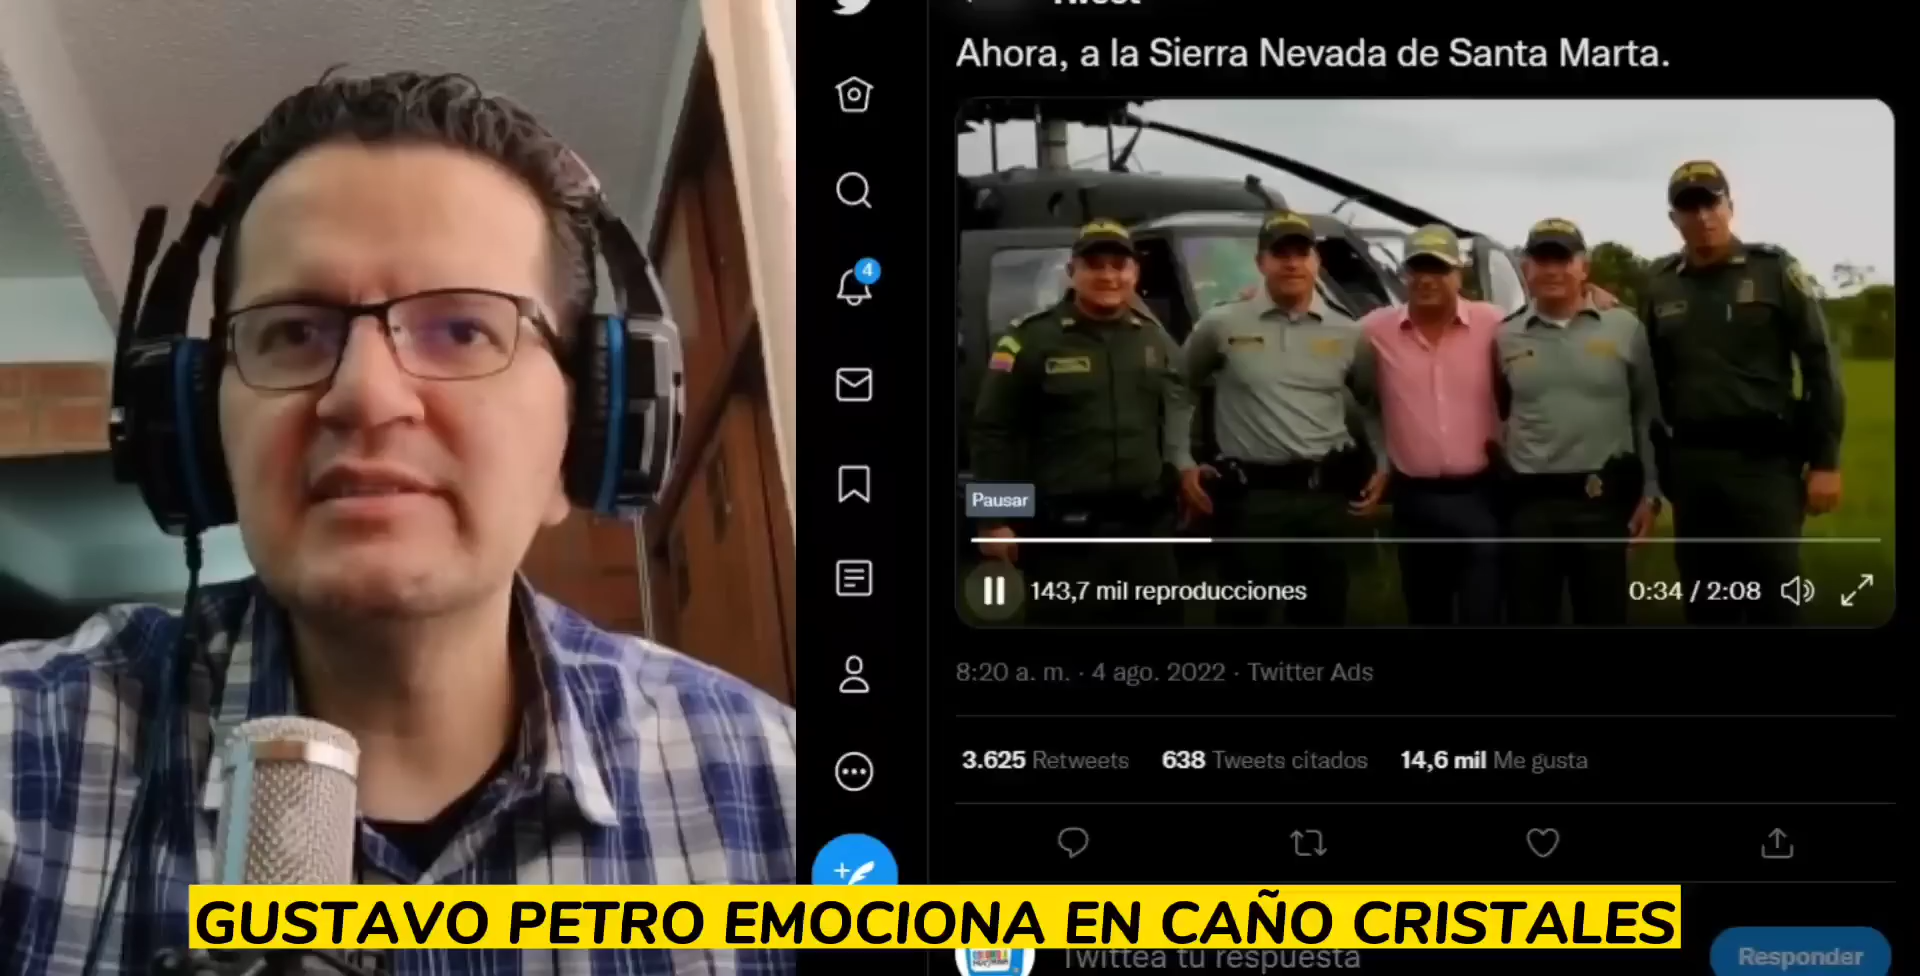 Tweet
Ahora, a la Sierra Nevada de Santa Marta.
4
Pausar
143,7 mil reproducciones
0:34 / 2:08
8:20 a. m. · 4 ago. 2022 · Twitter Ads
3.625 Retweets 638 Tweets citados 14,6 mil Me gusta
GUSTAVO PETRO EMOCIONA EN CAÑO CRISTALES
Twittea tu respuesta
Responder